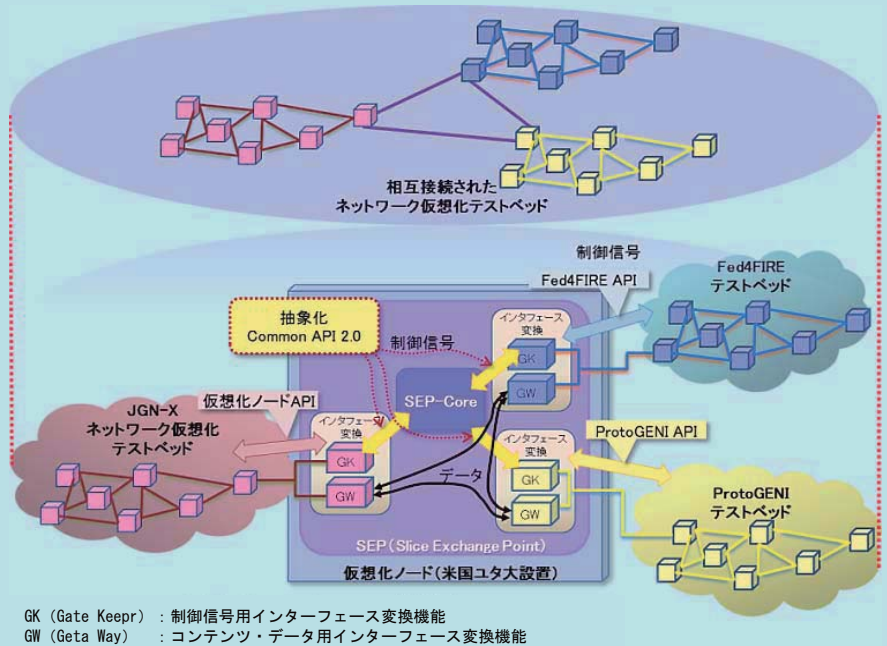 相互接続された
ネットワーク仮想化テストベッド
制御信号
Fed4FIRE API
Fed4FIRE
テストベッド
抽象化
Common API 2.0
制御信号
インタフェース
変換
GK
GW
SEP-Core
JGN-X
ネットワーク仮想化
テストベッド
仮想化ノードAPI
インタフェース
変換
GK
GW
データ
インタフェース
変換
GK
GW
ProtoGENI API
ProtoGENI
テストベッド
SEP(Slice Exchange Point)
仮想化ノード(米国ユタ大設置)
GK (Gate Keepr) : 制御信号用インターフェース変換機能
GW (Geta Way) : コンテンツ・データ用インターフェース変換機能